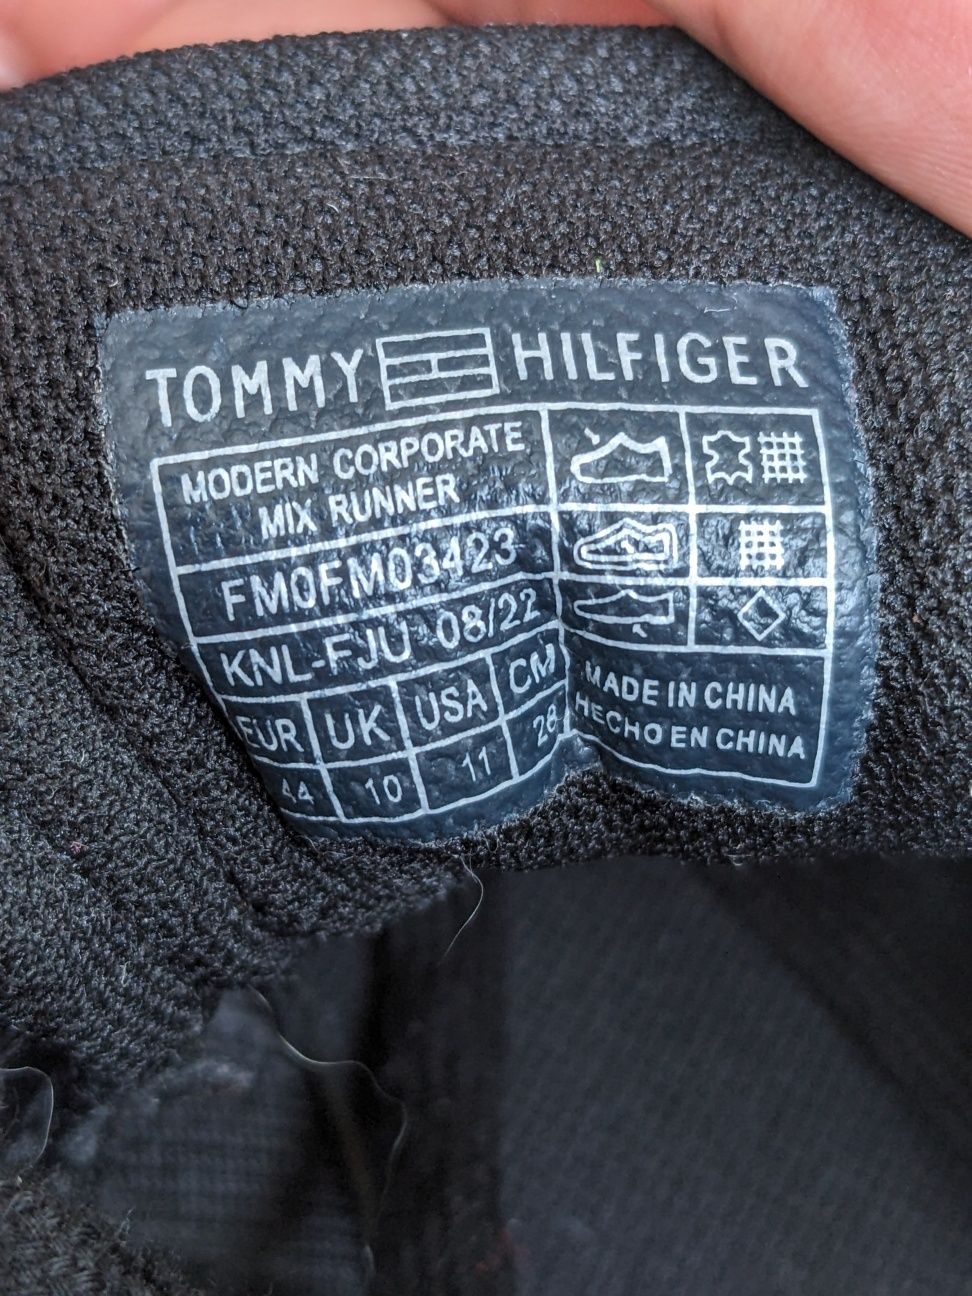 TOMMY HILFIGER
MODERN CORPORATE
MIX RUNNER
FM0FM03423
KNL-FJU 08/22
EUR UK USA CM
44 10 11 28
MADE IN CHINA
HECHO EN CHINA